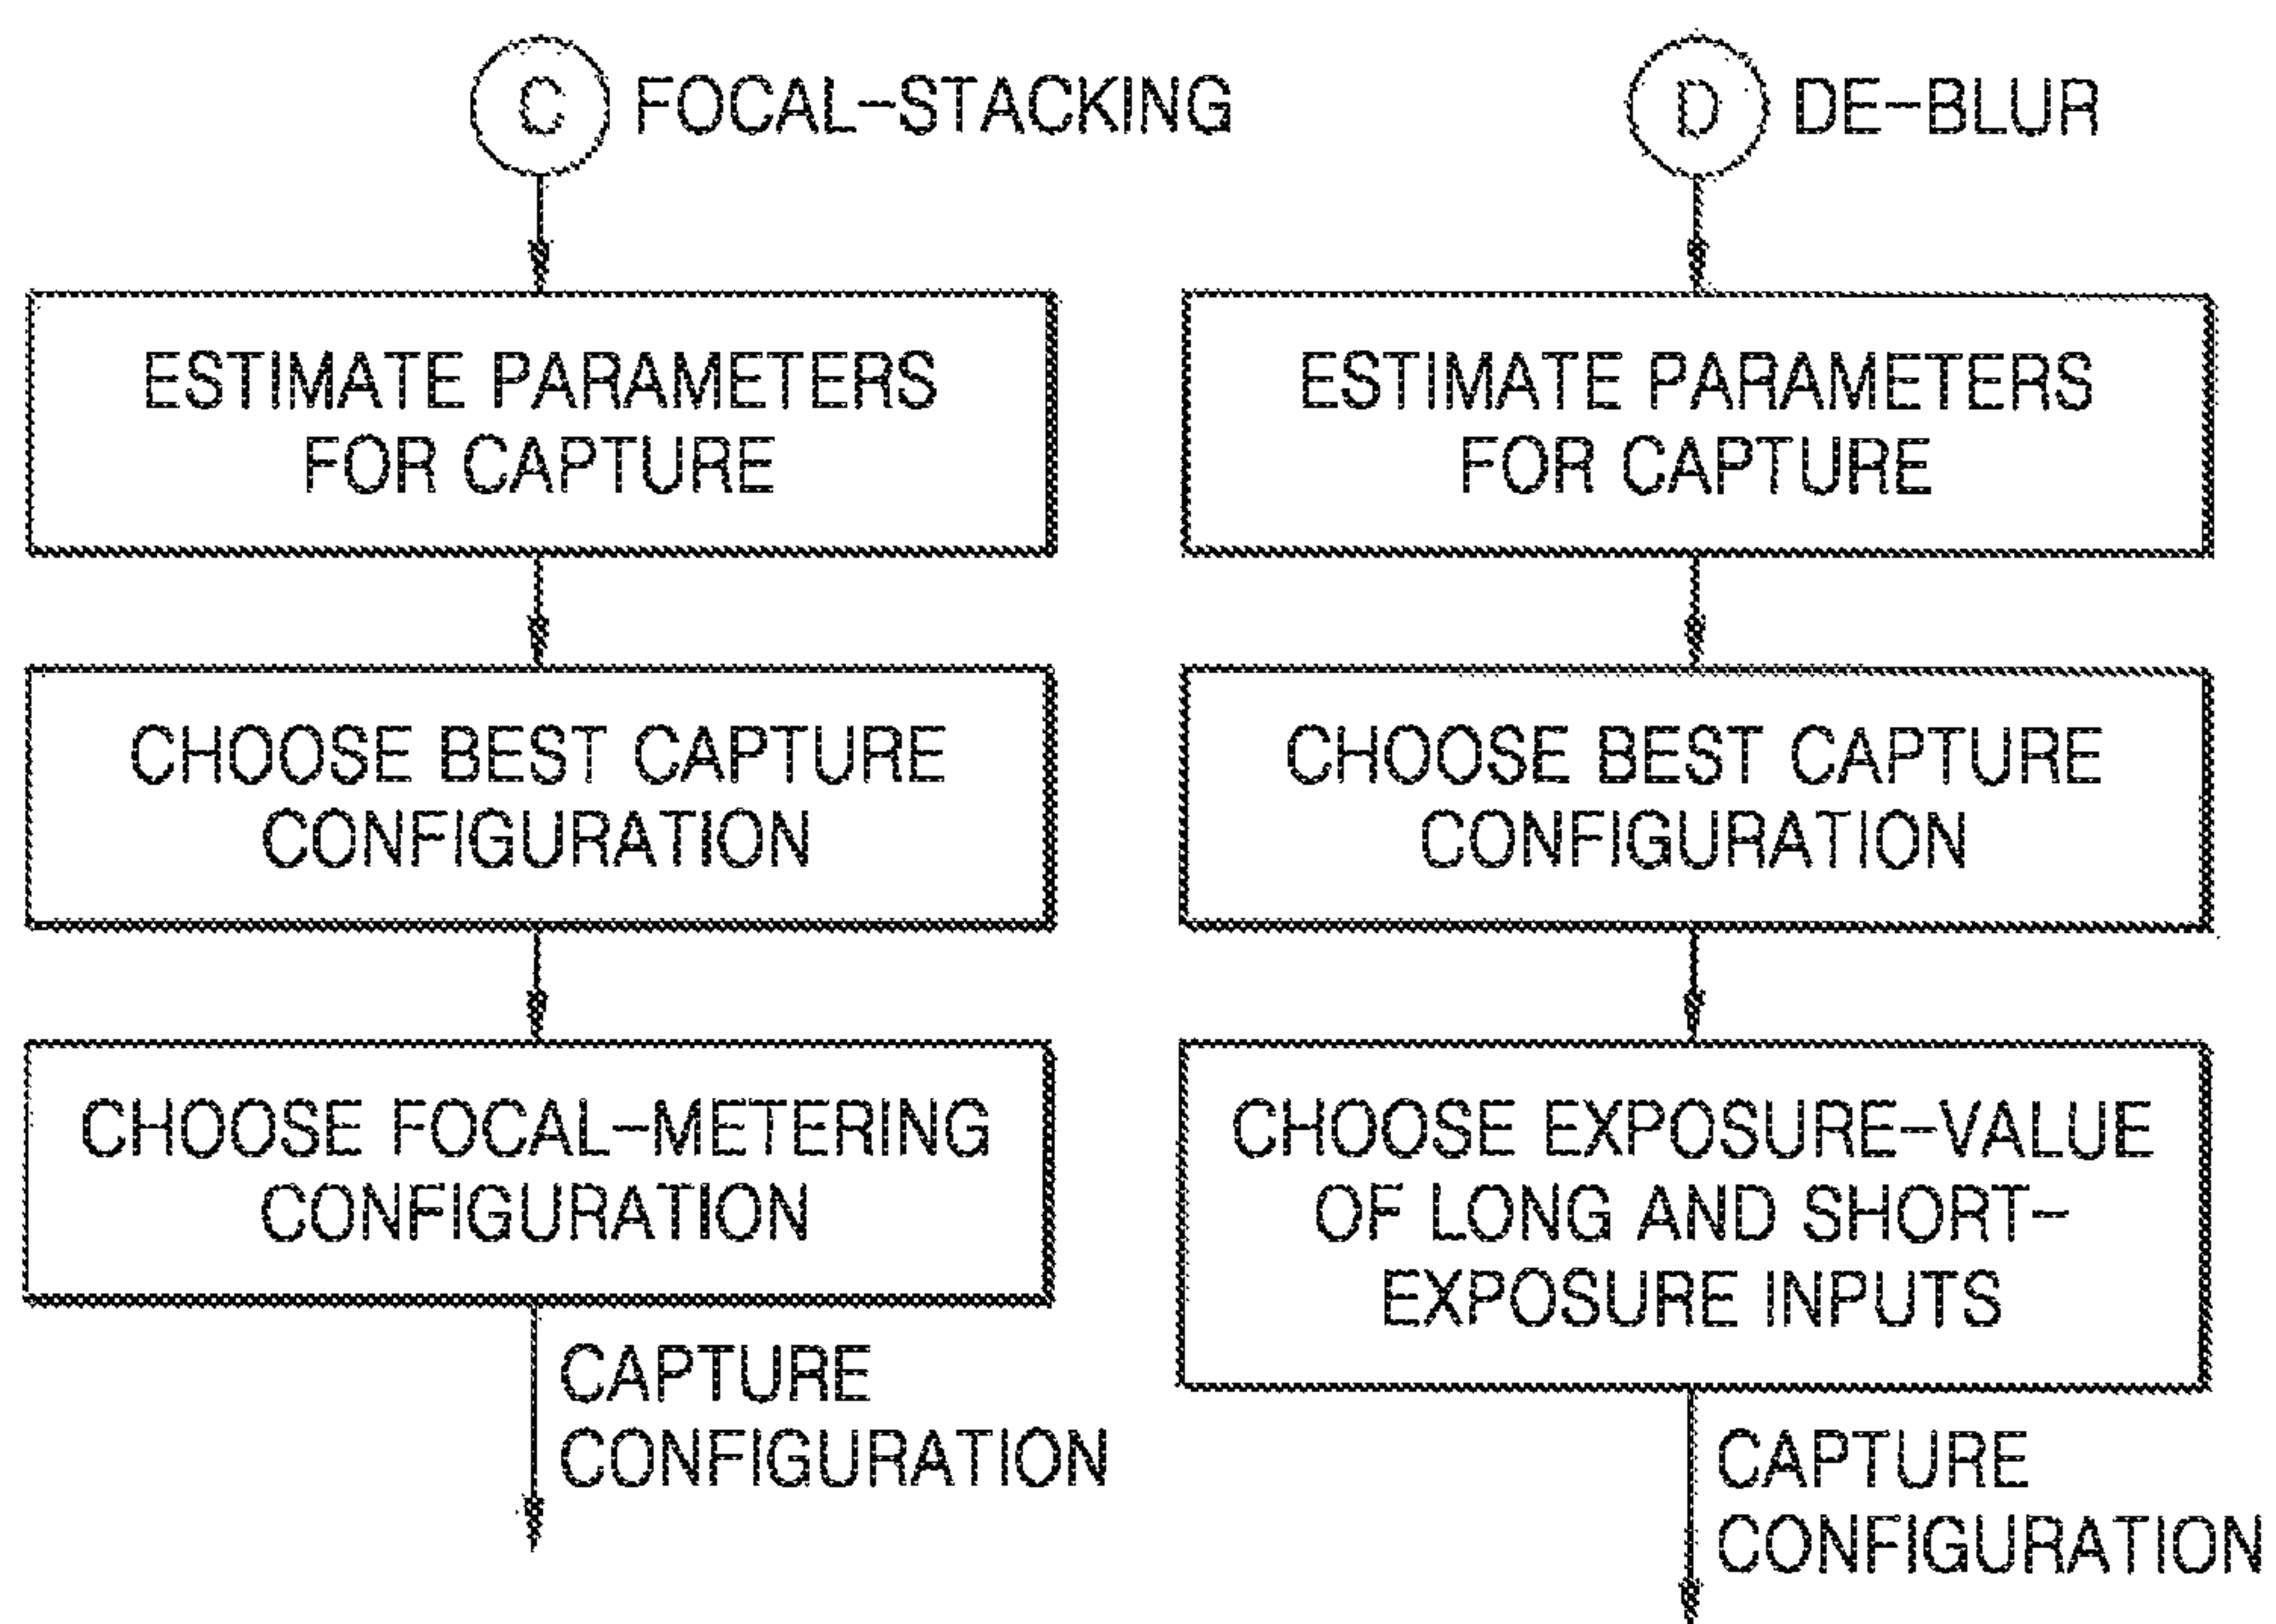 C FOCAL-STACKING
ESTIMATE PARAMETERS
FOR CAPTURE
CHOOSE BEST CAPTURE
CONFIGURATION
CHOOSE FOCAL-METERING
CONFIGURATION
CAPTURE
CONFIGURATION
D DE-BLUR
ESTIMATE PARAMETERS
FOR CAPTURE
CHOOSE BEST CAPTURE
CONFIGURATION
CHOOSE EXPOSURE-VALUE
OF LONG AND SHORT-
EXPOSURE INPUTS
CAPTURE
CONFIGURATION